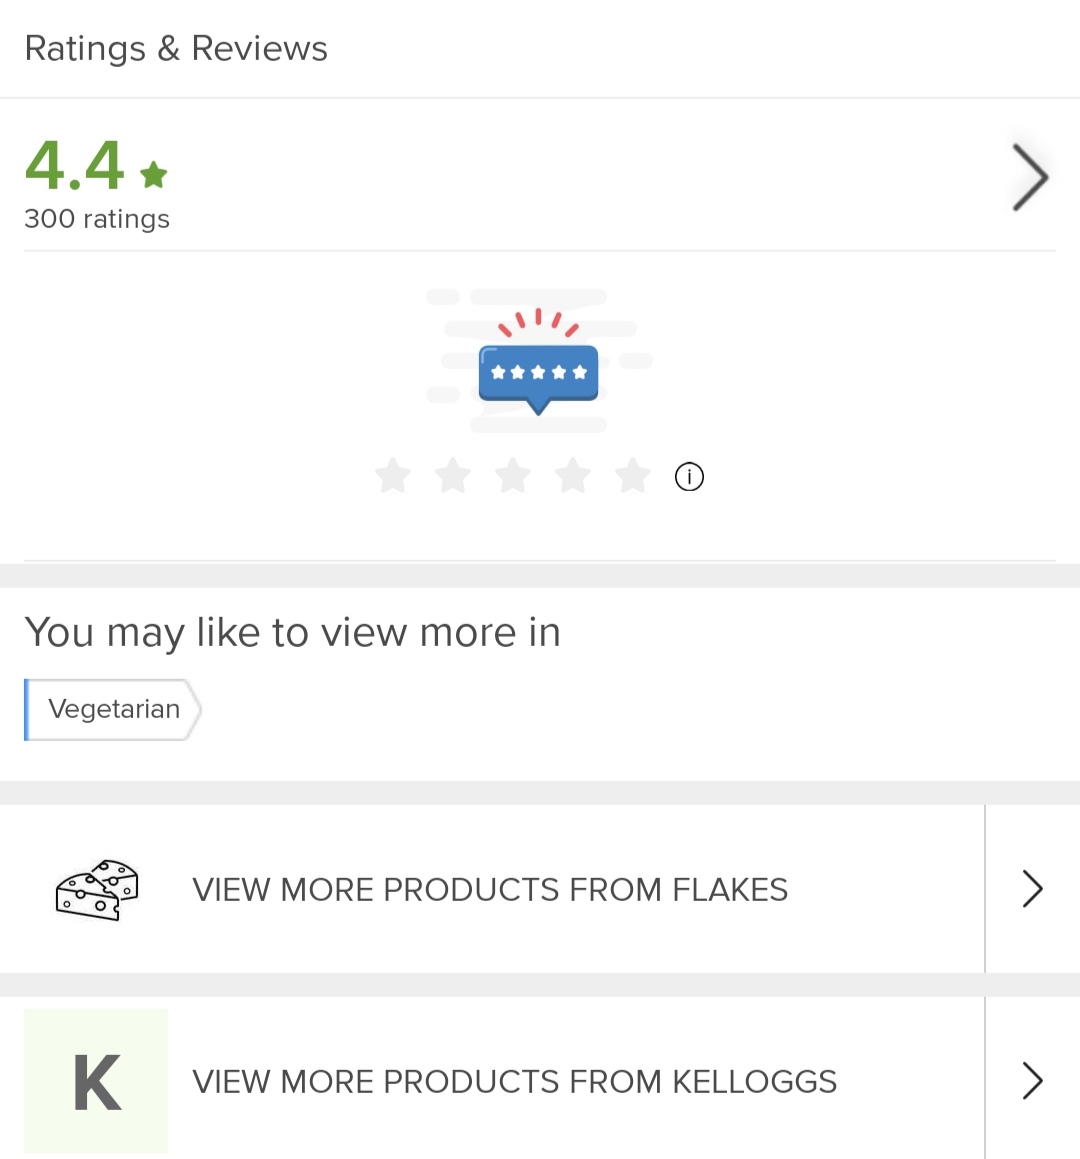 Ratings & Reviews
4.4
300 ratings
You may like to view more in
Vegetarian
VIEW MORE PRODUCTS FROM FLAKES
K
VIEW MORE PRODUCTS FROM KELLOGGS